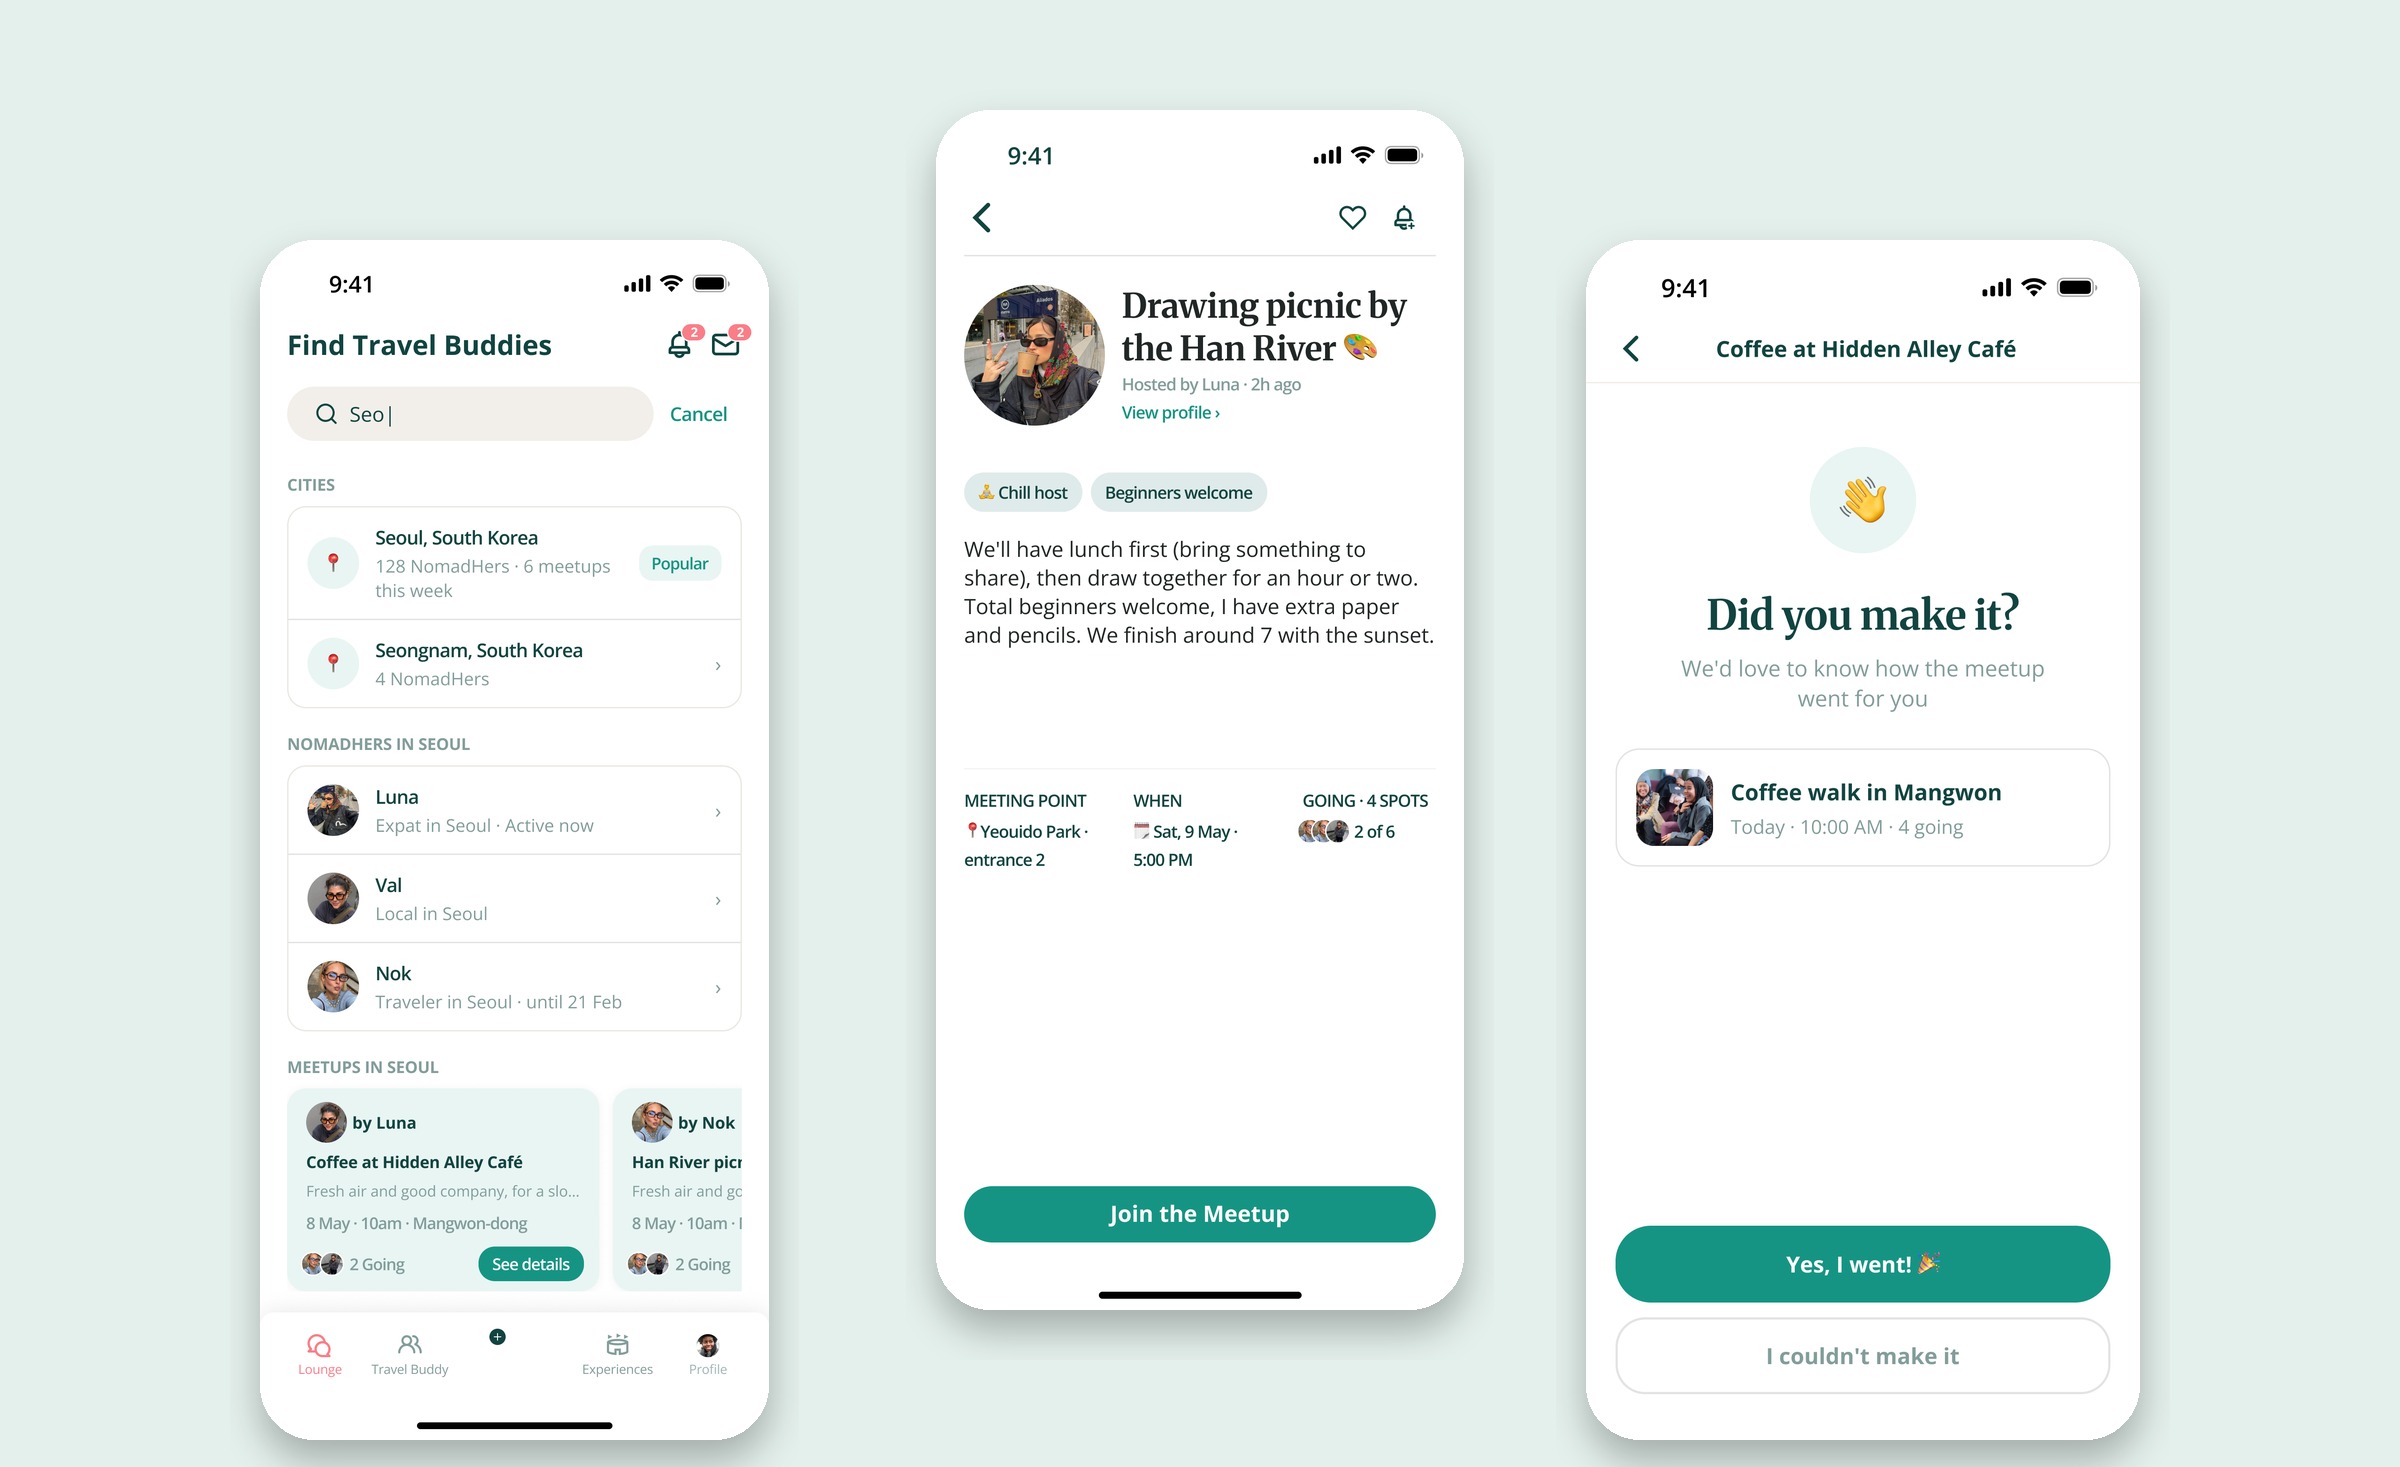 9:41
Find Travel Buddies
2
2
Seo|
Cancel
CITIES
Seoul, South Korea
128 NomadHers · 6 meetups
this week
Popular
Seongnam, South Korea
4 NomadHers
NOMADHERS IN SEOUL
Luna
Expat in Seoul · Active now
Val
Local in Seoul
Nok
Traveler in Seoul · until 21 Feb
MEETUPS IN SEOUL
by Luna
Coffee at Hidden Alley Café
Fresh air and good company, for a slo...
8 May · 10am · Mangwon-dong
2 Going
See details
by Nok
Han River picn
Fresh air and go
8 May · 10am ·
2 Going
Lounge
Travel Buddy
Experiences
Profile
9:41
Drawing picnic by
the Han River 🎨
Hosted by Luna · 2h ago
View profile ›
🧘 Chill host
Beginners welcome
We'll have lunch first (bring something to
share), then draw together for an hour or two.
Total beginners welcome, I have extra paper
and pencils. We finish around 7 with the sunset.
MEETING POINT
📍Yeouido Park ·
entrance 2
WHEN
🗓️ Sat, 9 May ·
5:00 PM
GOING · 4 SPOTS
2 of 6
Join the Meetup
9:41
Coffee at Hidden Alley Café
👋
Did you make it?
We'd love to know how the meetup
went for you
Coffee walk in Mangwon
Today · 10:00 AM · 4 going
Yes, I went! 🎉
I couldn't make it